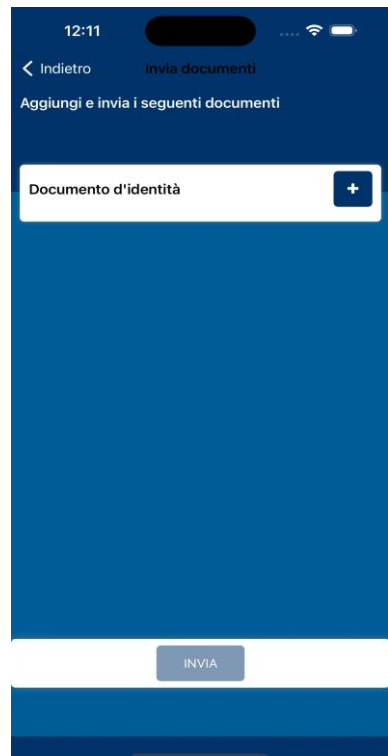 12:11
Indietro
Invia documenti
Aggiungi e invia i seguenti documenti
Documento d'identità
+
INVIA